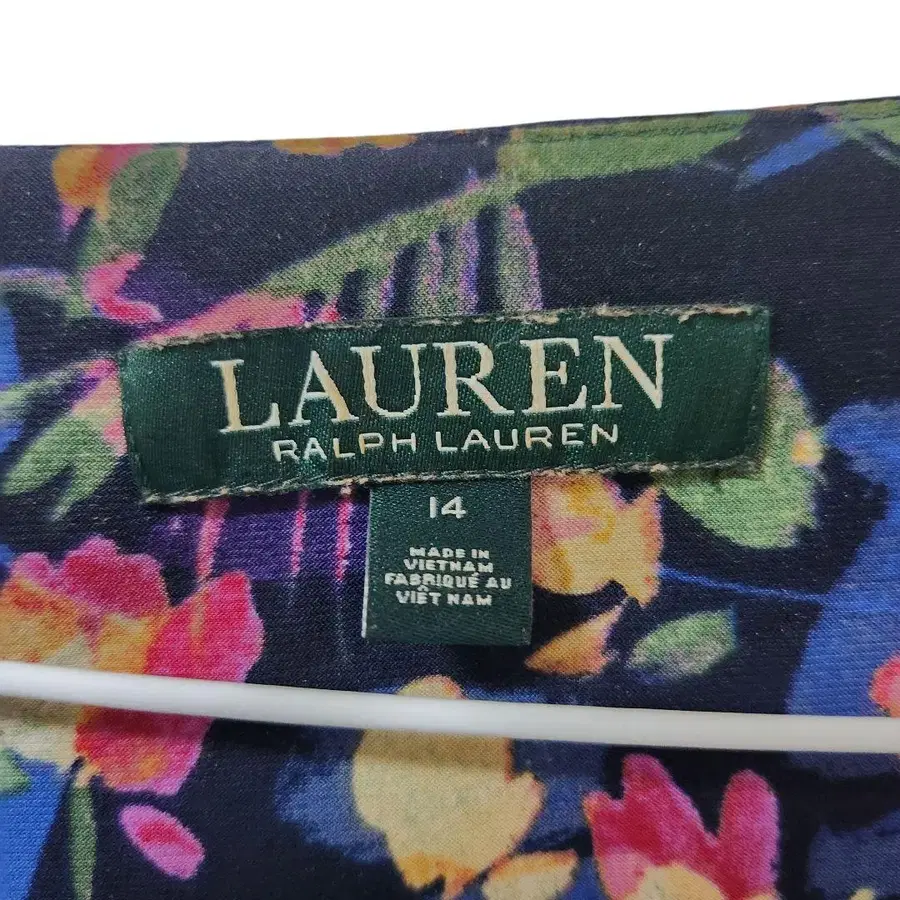 LAUREN
RALPH LAUREN
14
MADE IN
VIETNAM
FABRIQUÉ AU
VIÊT NAM